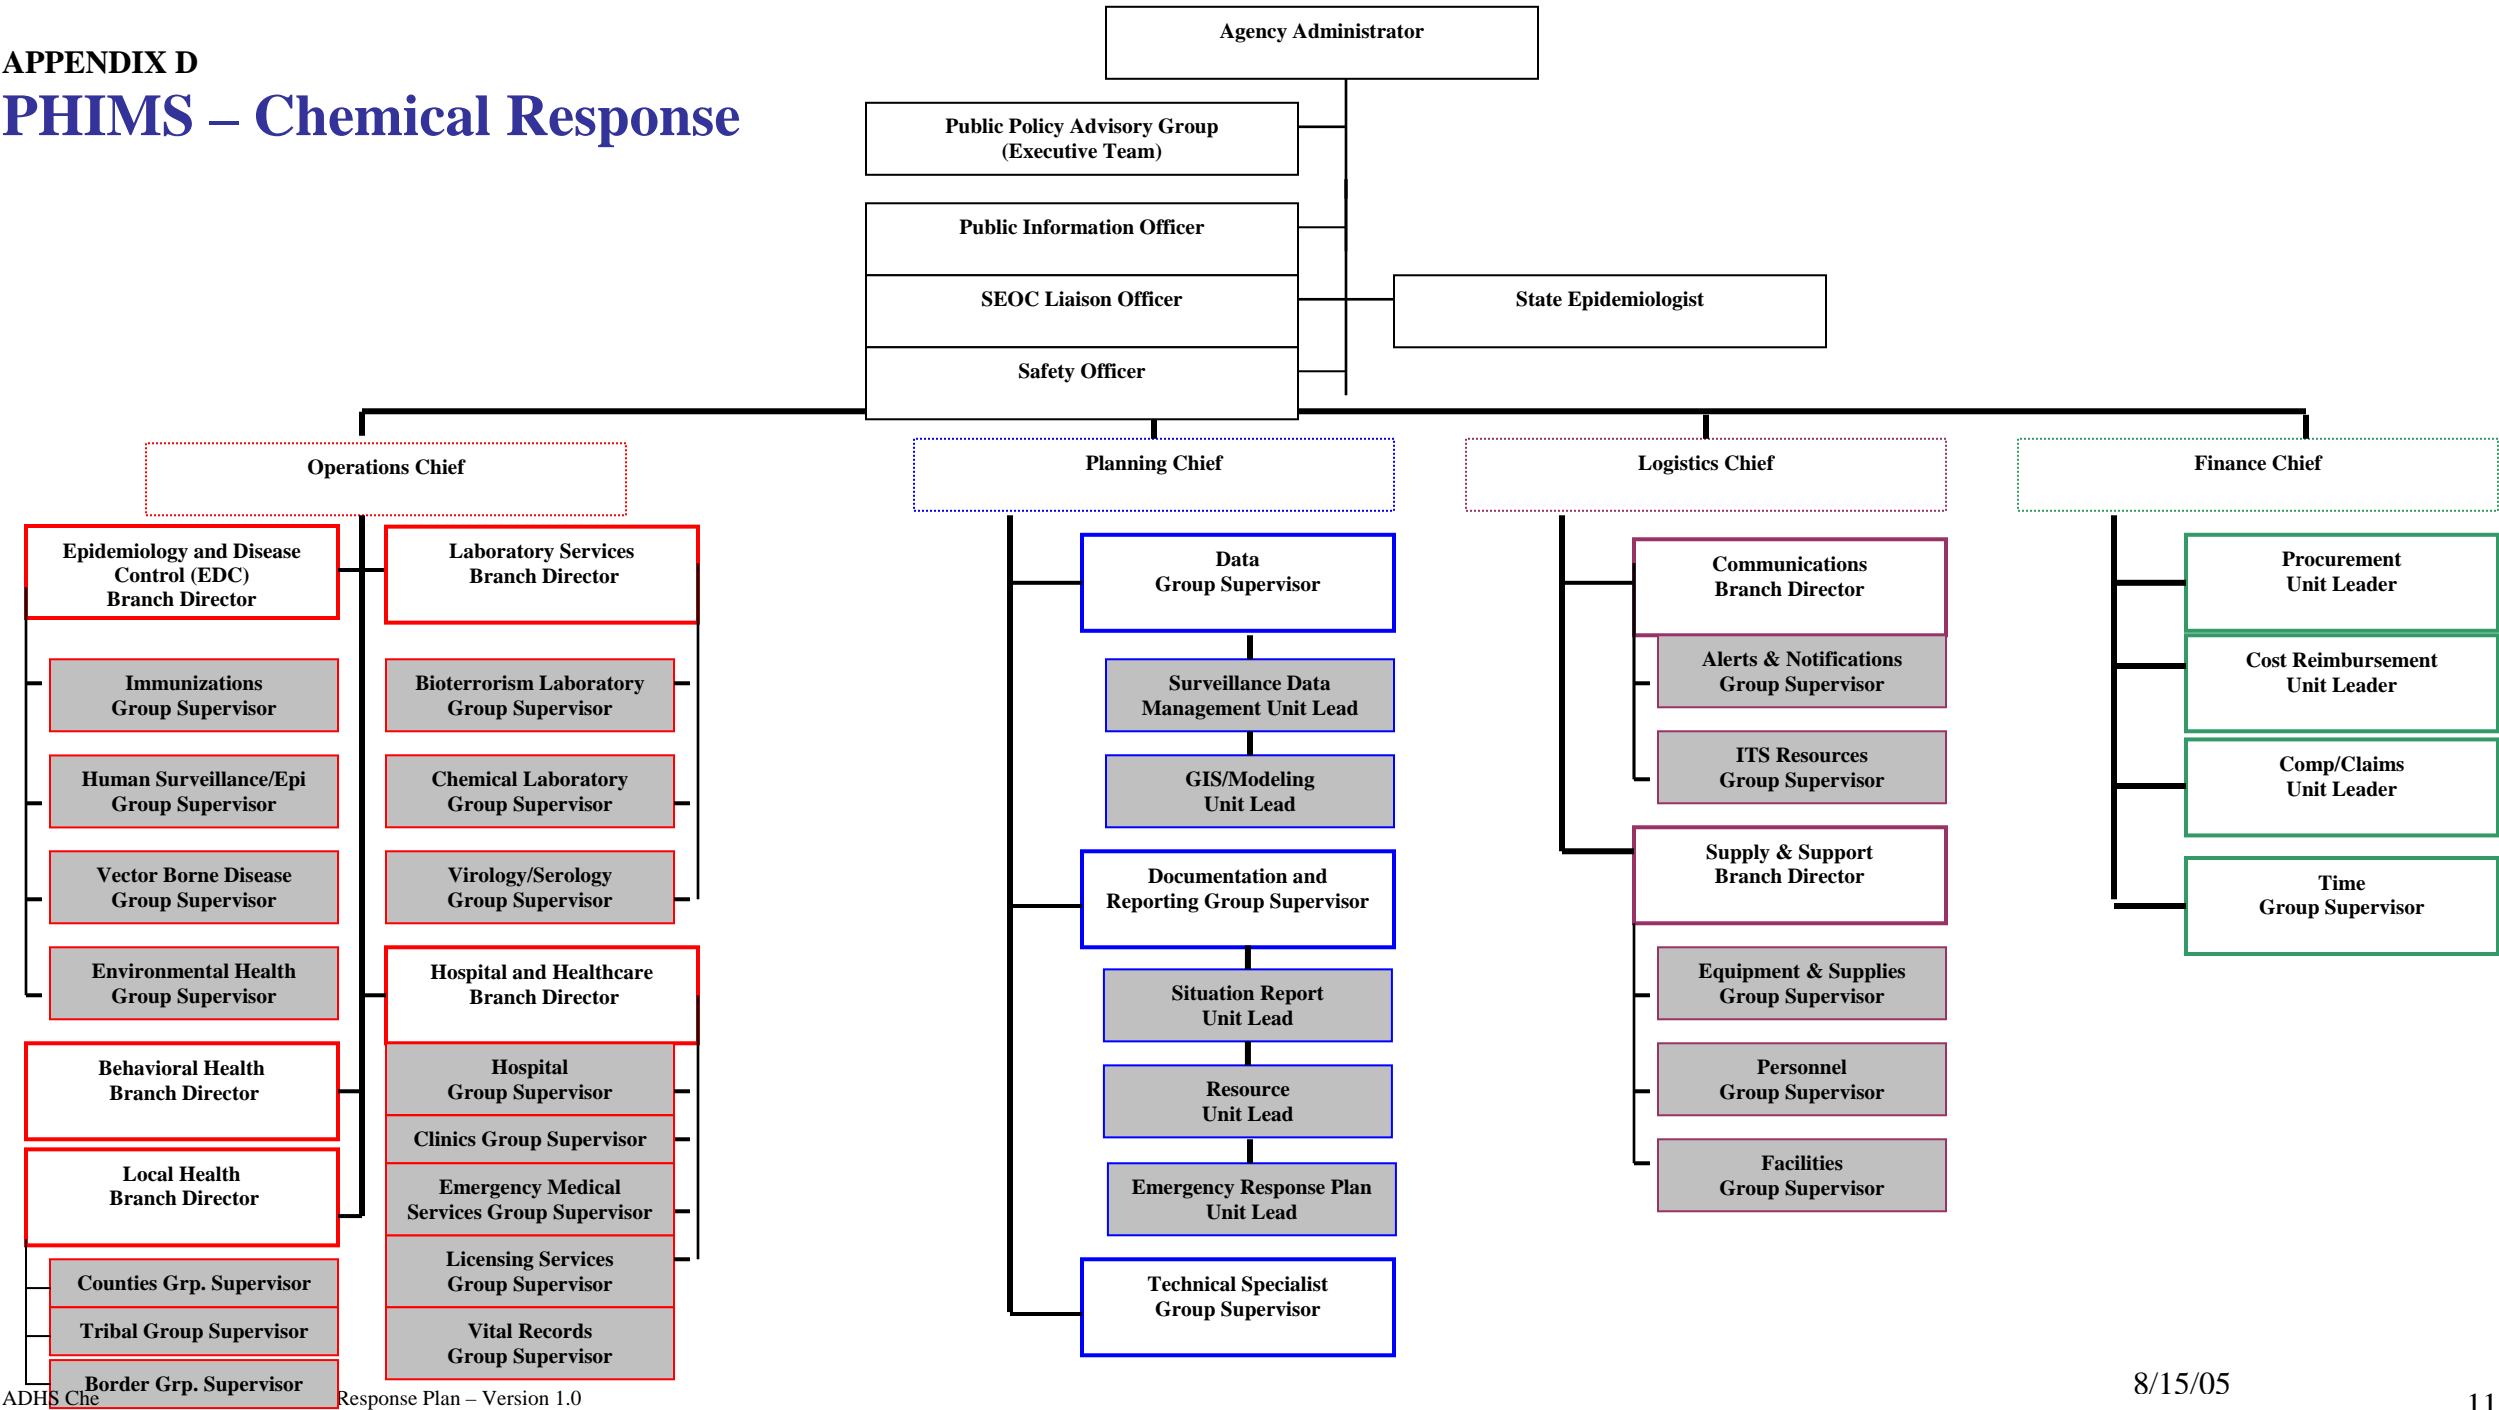 APPENDIX D
PHIMS – Chemical Response
Agency Administrator
Public Policy Advisory Group
(Executive Team)
Public Information Officer
SEOC Liaison Officer
State Epidemiologist
Safety Officer
Operations Chief
Epidemiology and Disease
Control (EDC)
Branch Director
Immunizations
Group Supervisor
Human Surveillance/Epi
Group Supervisor
Vector Borne Disease
Group Supervisor
Environmental Health
Group Supervisor
Behavioral Health
Branch Director
Local Health
Branch Director
Counties Grp. Supervisor
Tribal Group Supervisor
Border Grp. Supervisor
Laboratory Services
Branch Director
Bioterrorism Laboratory
Group Supervisor
Chemical Laboratory
Group Supervisor
Virology/Serology
Group Supervisor
Hospital and Healthcare
Branch Director
Hospital
Group Supervisor
Clinics Group Supervisor
Emergency Medical
Services Group Supervisor
Licensing Services
Group Supervisor
Vital Records
Group Supervisor
Planning Chief
Data
Group Supervisor
Surveillance Data
Management Unit Lead
GIS/Modeling
Unit Lead
Documentation and
Reporting Group Supervisor
Situation Report
Unit Lead
Resource
Unit Lead
Emergency Response Plan
Unit Lead
Technical Specialist
Group Supervisor
Logistics Chief
Communications
Branch Director
Alerts & Notifications
Group Supervisor
ITS Resources
Group Supervisor
Supply & Support
Branch Director
Equipment & Supplies
Group Supervisor
Personnel
Group Supervisor
Facilities
Group Supervisor
Finance Chief
Procurement
Unit Leader
Cost Reimbursement
Unit Leader
Comp/Claims
Unit Leader
Time
Group Supervisor
ADHS Che Response Plan – Version 1.0
8/15/05
11